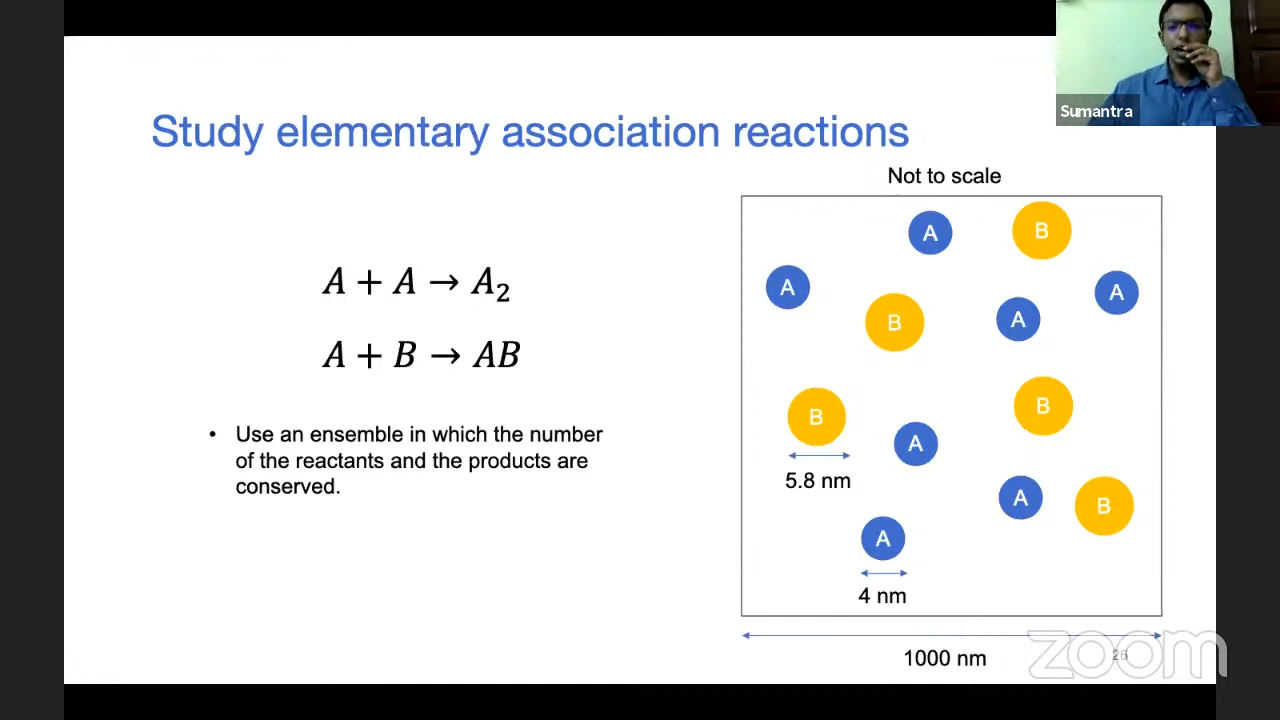 Sumantra
Study elementary association reactions
Not to scale
A + A → A₂
A + B → AB
• Use an ensemble in which the number
of the reactants and the products are
conserved.
A
B
A
A
B
A
B
B
A
5.8 nm
A
B
A
4 nm
1000 nm
zoom
26